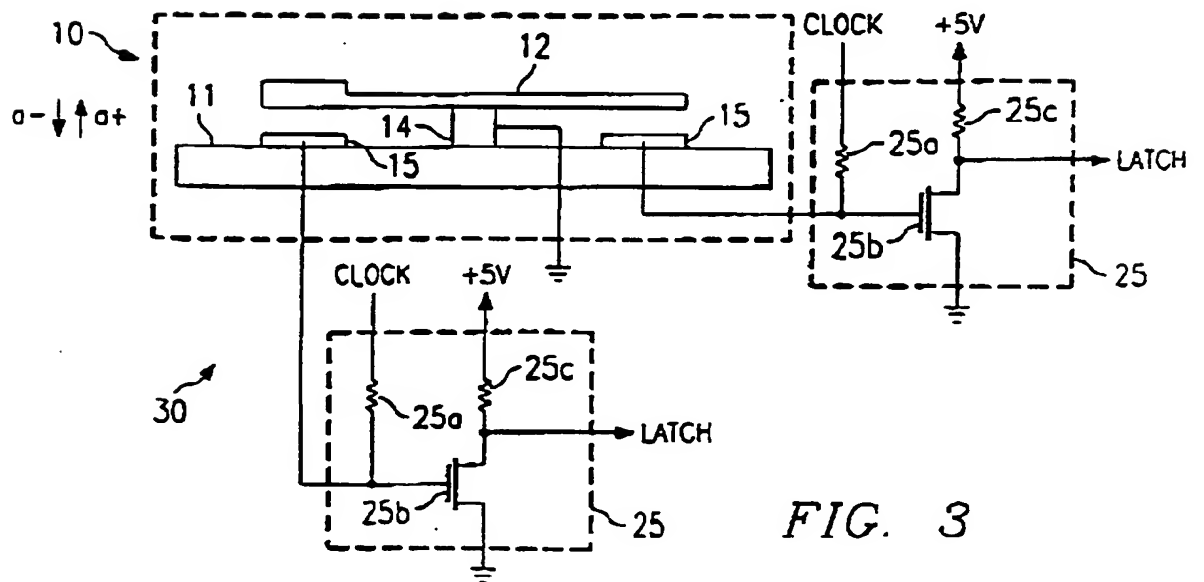 10
12
CLOCK
+5V
a-
a+
11
14
15
15
25a
25c
LATCH
25b
25
CLOCK
+5V
30
25a
25c
LATCH
25b
25
FIG. 3